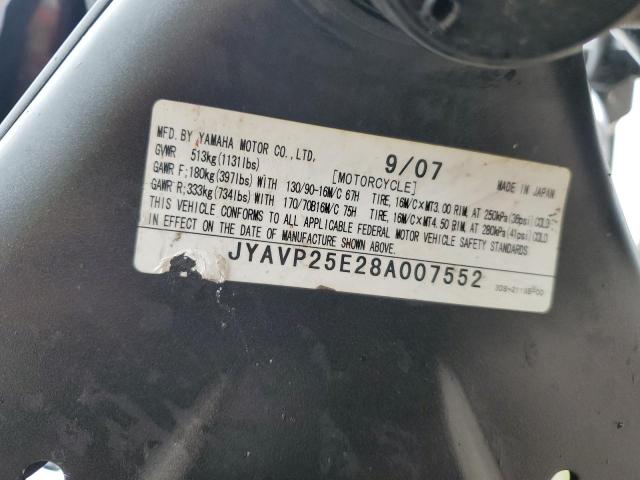 MFD. BY YAMAHA MOTOR CO., LTD. 9/07 MADE IN JAPAN
GVWR 513kg(1131lbs) [MOTORCYCLE]
GAWR F;180kg(397lbs) WITH 130/90-16M/C 67H TIRE, 16M/C×MT3.00 RIM, AT 250kPa(36psi)COLD
GAWR R;333kg(734lbs) WITH 170/70B16M/C 75H TIRE, 16M/C×MT4.50 RIM, AT 280kPa(41psi)COLD
THIS VEHICLE CONFORMS TO ALL APPLICABLE FEDERAL MOTOR VEHICLE SAFETY STANDARDS
IN EFFECT ON THE DATE OF MANUFACTURE SHOWN ABOVE.
JYAVP25E28A007552